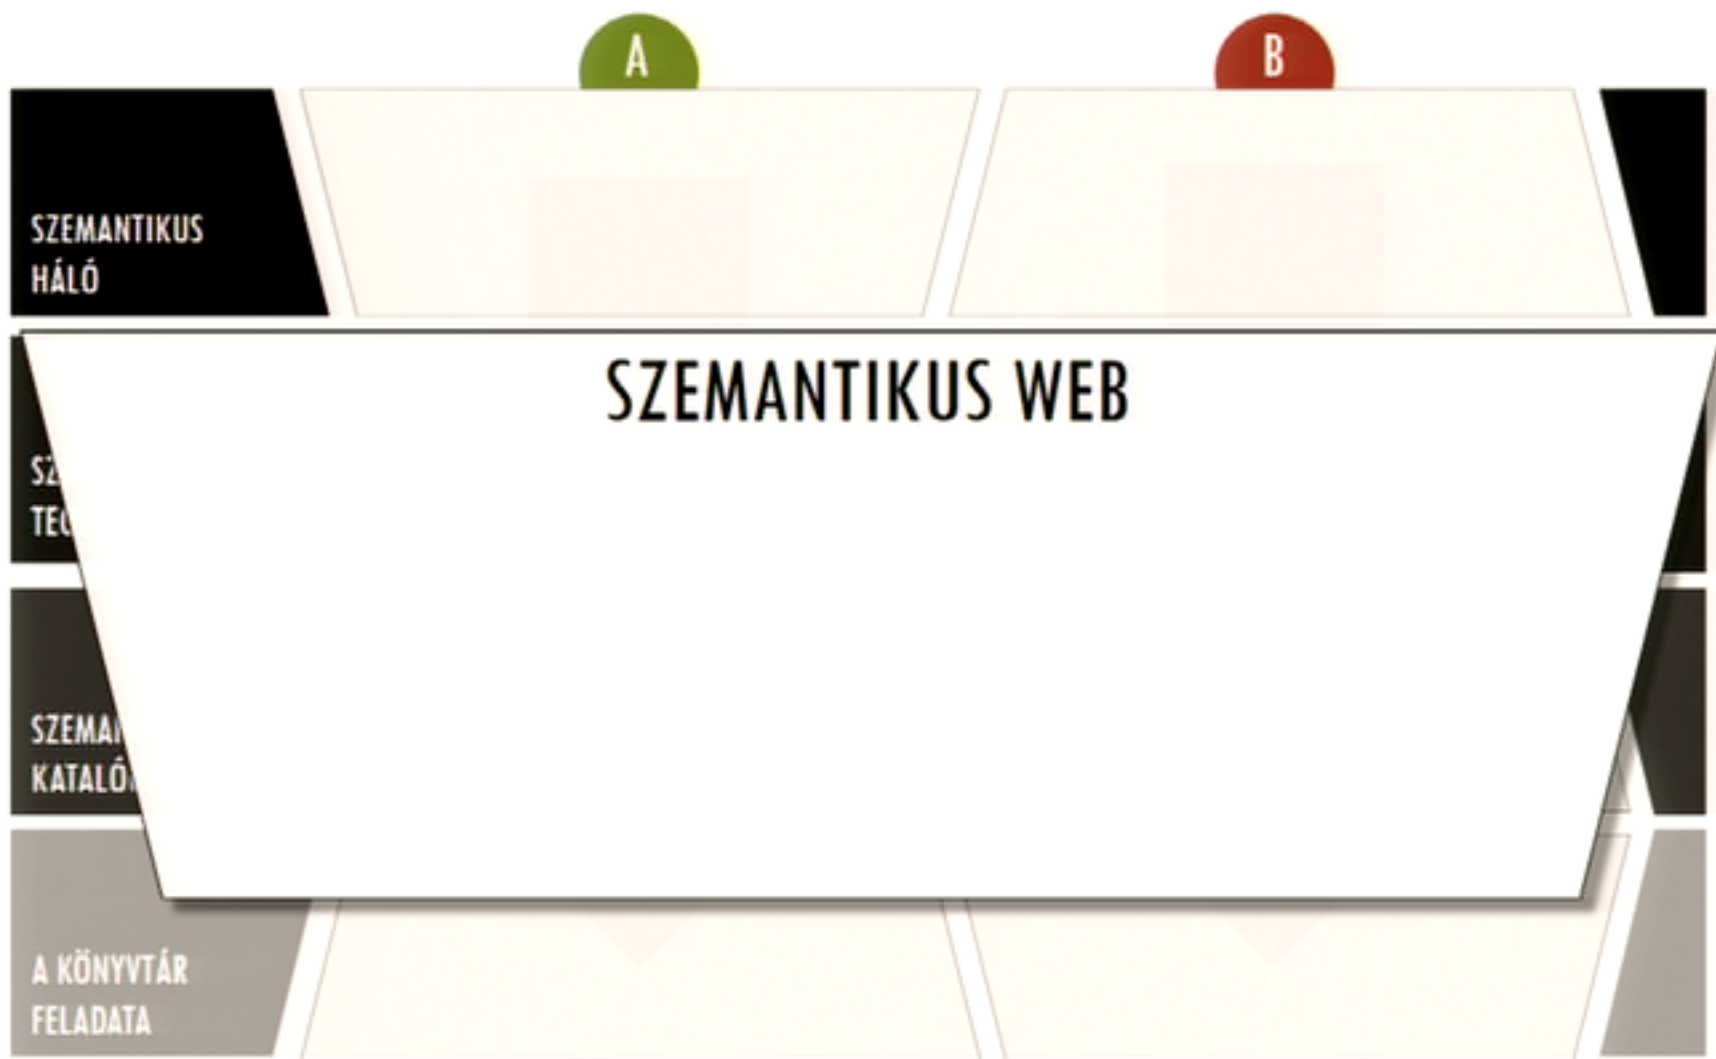 A
B
SZEMANTIKUS
HÁLÓ
SZEMANTIKUS WEB
A KÖNYVTÁR
FELADATA